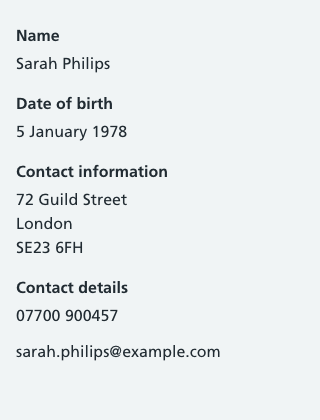 Name
Sarah Philips
Date of birth
5 January 1978
Contact information
72 Guild Street
London
SE23 6FH
Contact details
07700 900457
sarah.philips@example.com